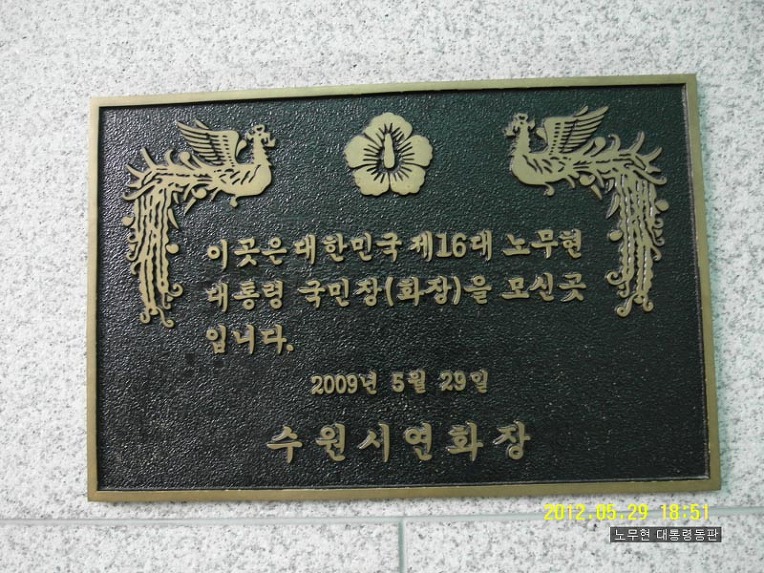 이곳은대한민국제16대 노무현
대통령 국민장(화장)을 모신곳
입니다.
2009년 5월 29일
수원시연화장
2012.05.29 18:51
노무현 대통령동판